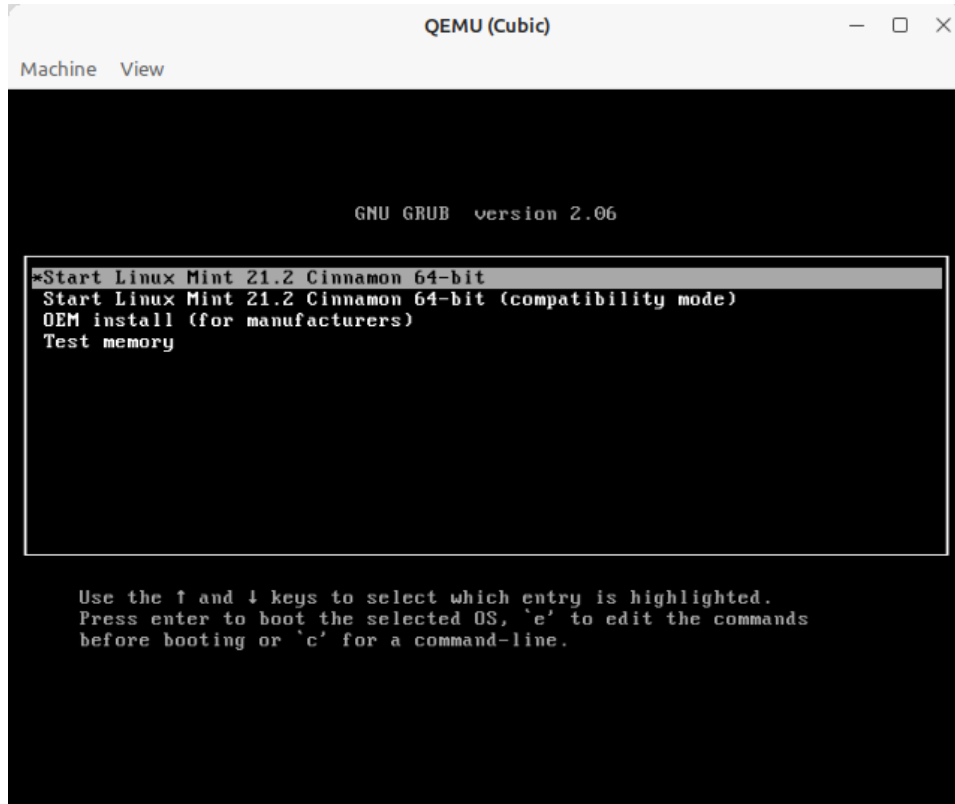 QEMU (Cubic)
Machine View
GNU GRUB version 2.06
*Start Linux Mint 21.2 Cinnamon 64-bit
Start Linux Mint 21.2 Cinnamon 64-bit (compatibility mode)
OEM install (for manufacturers)
Test memory
Use the ↑ and ↓ keys to select which entry is highlighted.
Press enter to boot the selected OS, `e' to edit the commands
before booting or `c' for a command-line.